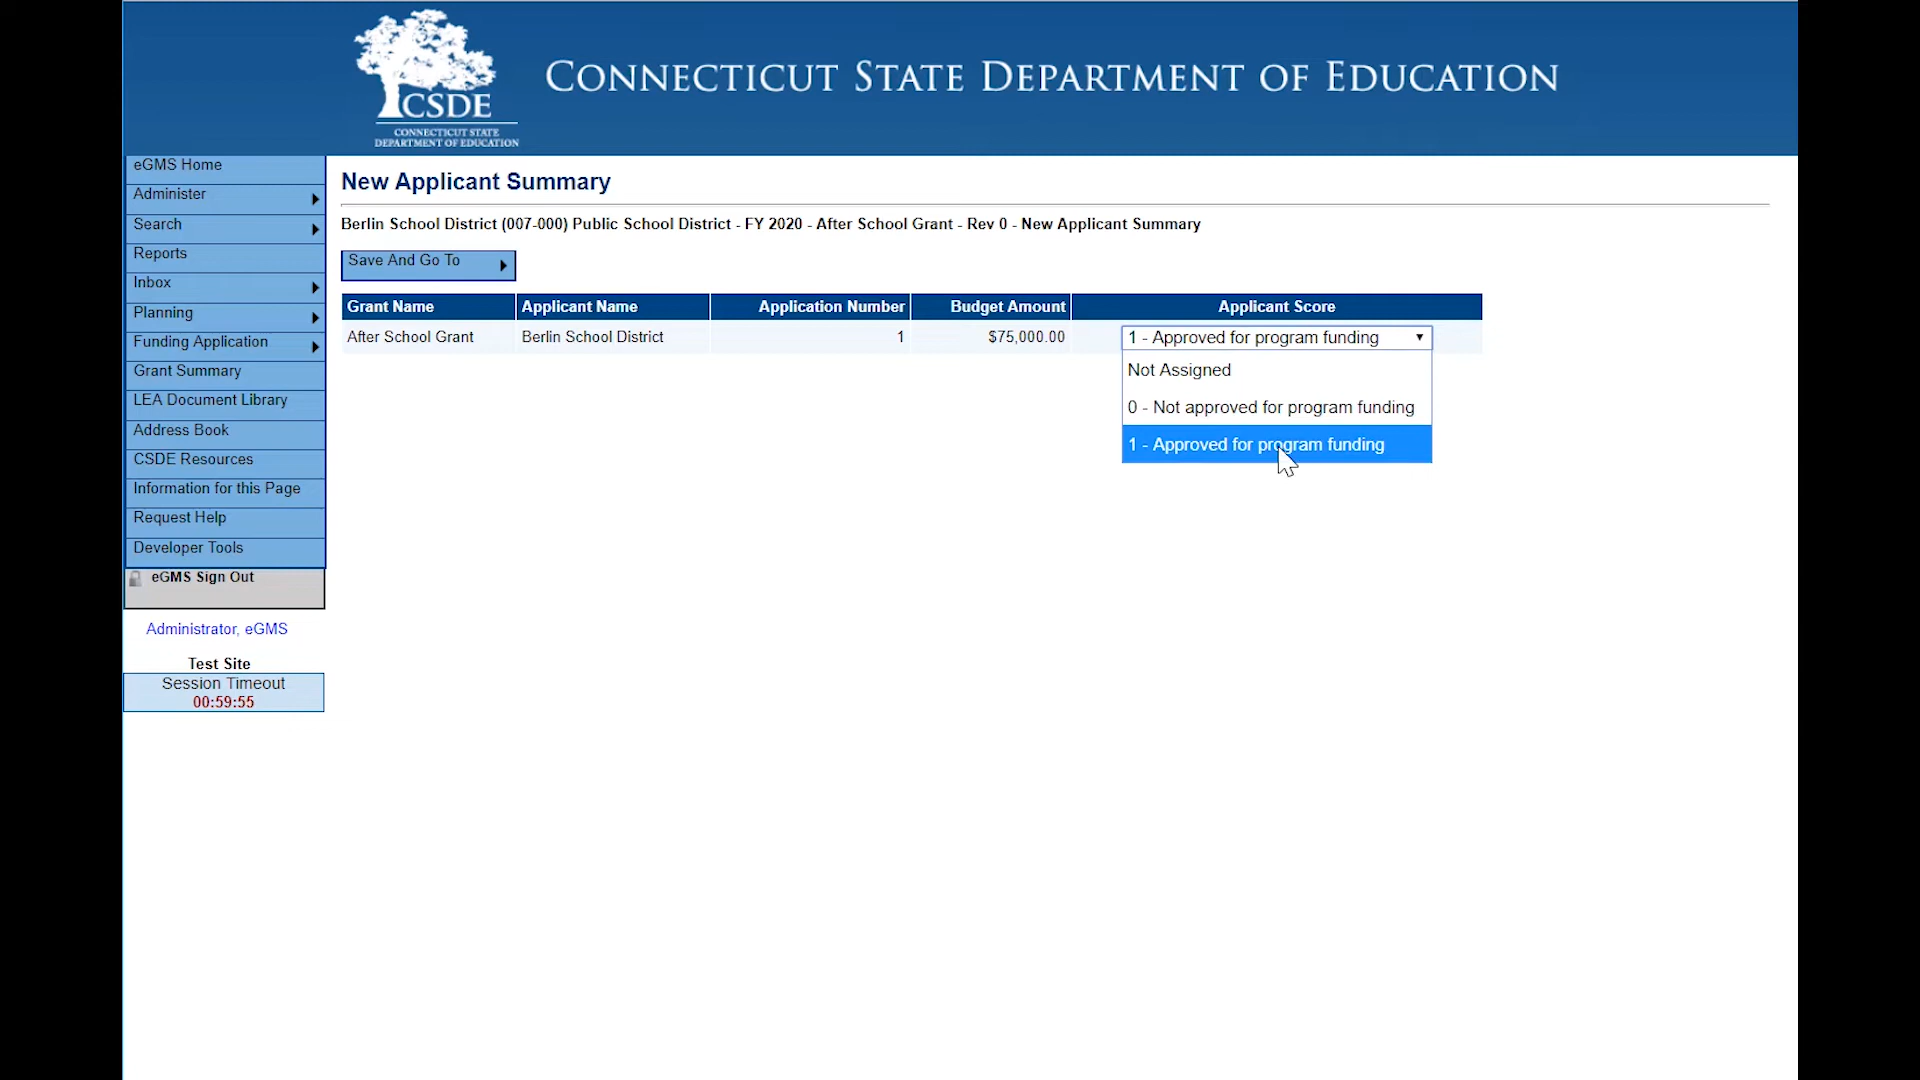 CSDE
CONNECTICUT STATE
DEPARTMENT OF EDUCATION
CONNECTICUT STATE DEPARTMENT OF EDUCATION
eGMS Home
Administer
Search
Reports
Inbox
Planning
Funding Application
Grant Summary
LEA Document Library
Address Book
CSDE Resources
Information for this Page
Request Help
Developer Tools
eGMS Sign Out
Administrator, eGMS
Test Site
Session Timeout
00:59:55
New Applicant Summary
Berlin School District (007-000) Public School District - FY 2020 - After School Grant - Rev 0 - New Applicant Summary
Save And Go To
Grant Name Applicant Name Application Number Budget Amount Applicant Score
After School Grant Berlin School District 1 $75,000.00 1 - Approved for program funding
Not Assigned
0 - Not approved for program funding
1 - Approved for program funding